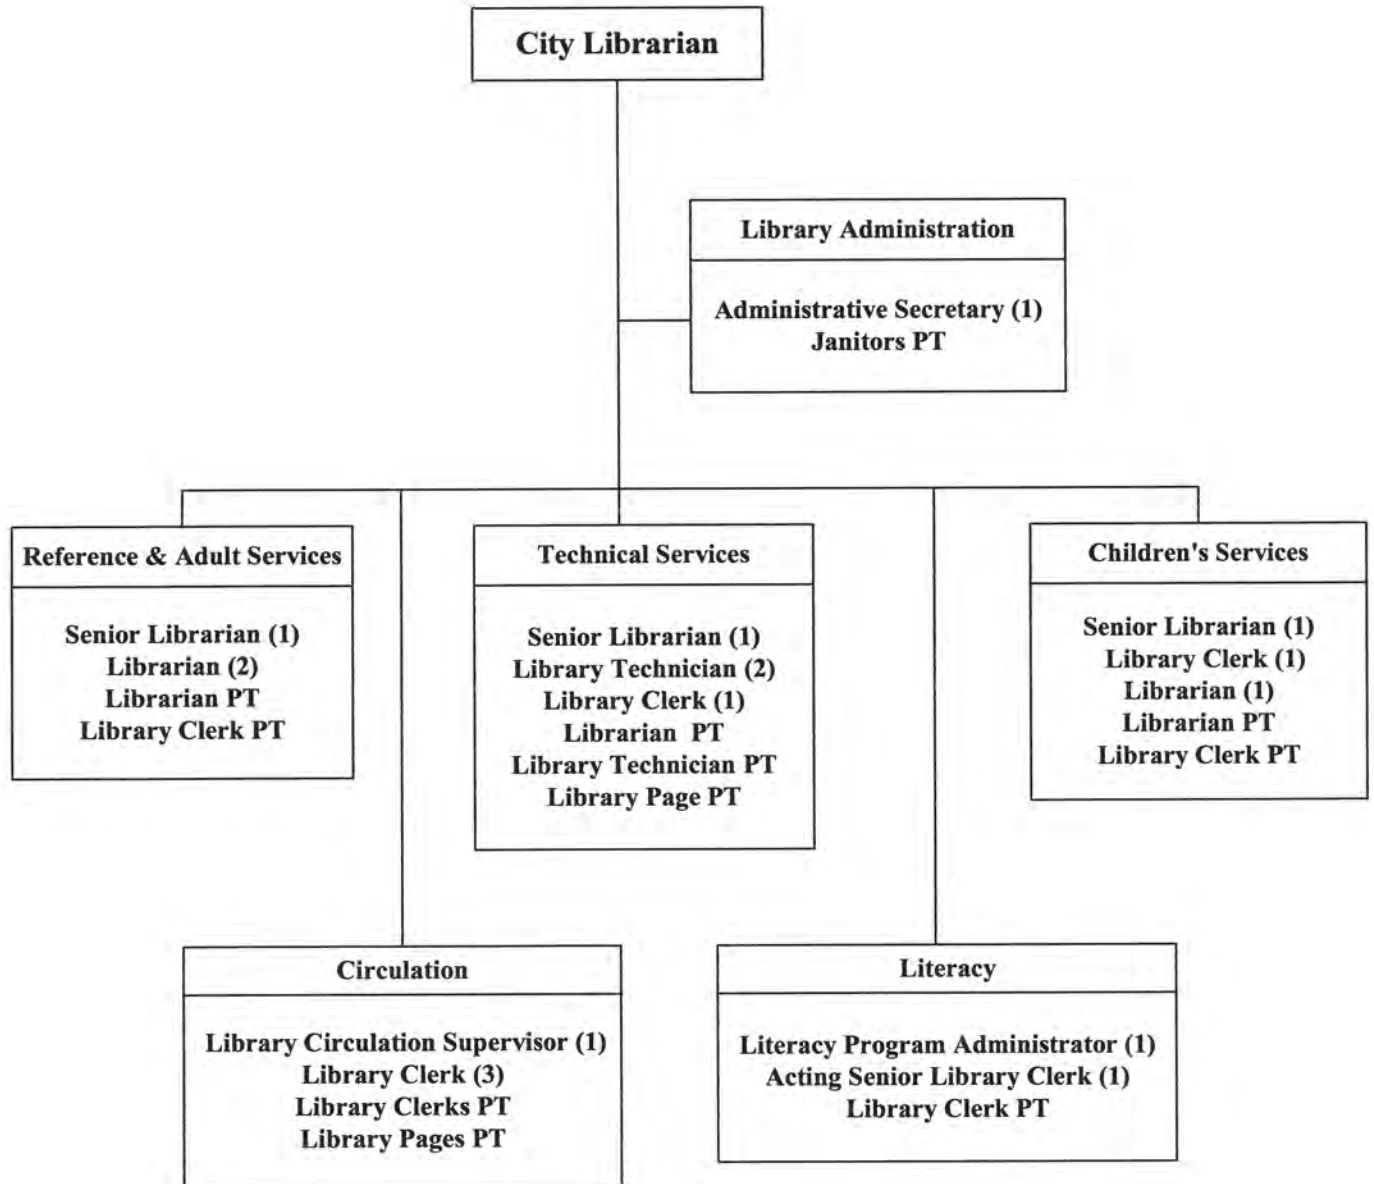 City Librarian
Library Administration
Administrative Secretary (1)
Janitors PT
Reference & Adult Services
Senior Librarian (1)
Librarian (2)
Librarian PT
Library Clerk PT
Technical Services
Senior Librarian (1)
Library Technician (2)
Library Clerk (1)
Librarian PT
Library Technician PT
Library Page PT
Children's Services
Senior Librarian (1)
Library Clerk (1)
Librarian (1)
Librarian PT
Library Clerk PT
Circulation
Library Circulation Supervisor (1)
Library Clerk (3)
Library Clerks PT
Library Pages PT
Literacy
Literacy Program Administrator (1)
Acting Senior Library Clerk (1)
Library Clerk PT